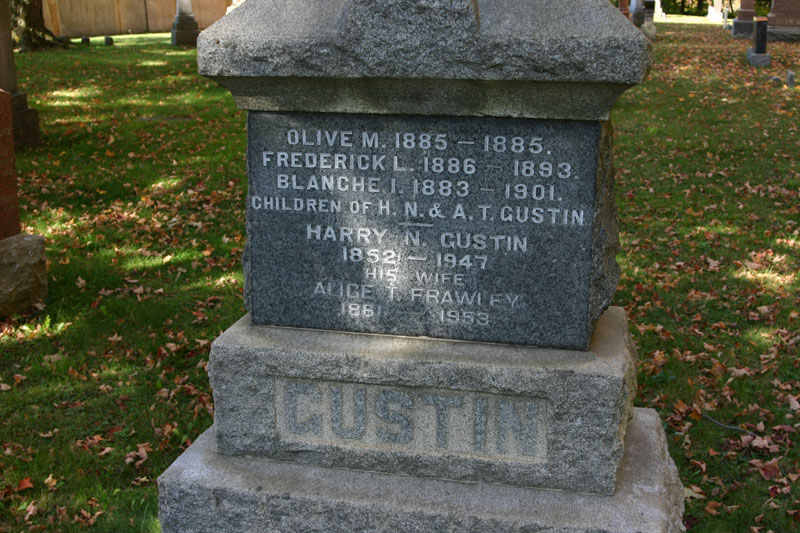 OLIVE M. 1885 – 1885.
FREDERICK L. 1886 – 1893.
BLANCHE I. 1883 – 1901.
CHILDREN OF H. N. & A. T. GUSTIN
HARRY N. GUSTIN
1852 – 1947
HIS WIFE
ALICE T. FRAWLEY
1861 1953
GUSTIN